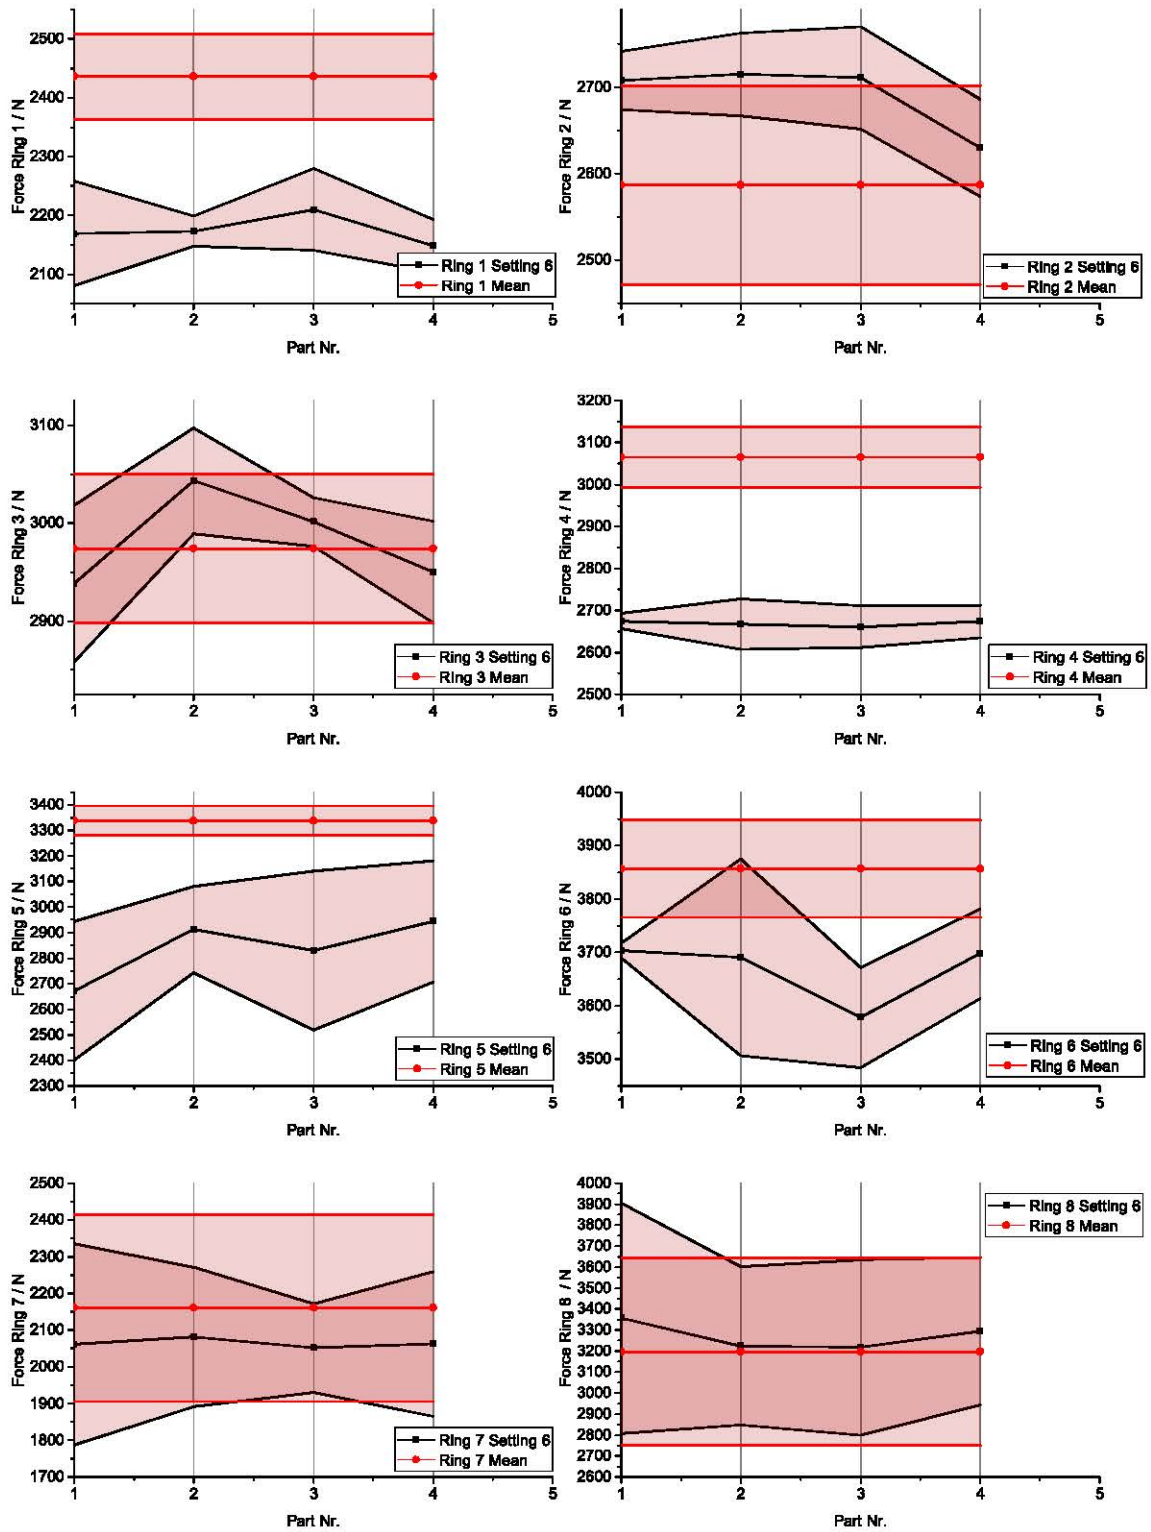 Force Ring 1 / N
2500
2400
2300
2200
2100
Ring 1 Setting 6
Ring 1 Mean
1 2 3 4 5
Part Nr.
Force Ring 2 / N
2700
2600
2500
Ring 2 Setting 6
Ring 2 Mean
1 2 3 4 5
Part Nr.
Force Ring 3 / N
3100
3000
2900
Ring 3 Setting 6
Ring 3 Mean
1 2 3 4 5
Part Nr.
Force Ring 4 / N
3200
3100
3000
2900
2800
2700
2600
2500
Ring 4 Setting 6
Ring 4 Mean
1 2 3 4 5
Part Nr.
Force Ring 5 / N
3400
3300
3200
3100
3000
2900
2800
2700
2600
2500
2400
2300
Ring 5 Setting 6
Ring 5 Mean
1 2 3 4 5
Part Nr.
Force Ring 6 / N
4000
3900
3800
3700
3600
3500
Ring 6 Setting 6
Ring 6 Mean
1 2 3 4 5
Part Nr.
Force Ring 7 / N
2500
2400
2300
2200
2100
2000
1900
1800
1700
Ring 7 Setting 6
Ring 7 Mean
1 2 3 4 5
Part Nr.
Force Ring 8 / N
4000
3900
3800
3700
3600
3500
3400
3300
3200
3100
3000
2900
2800
2700
2600
Ring 8 Setting 6
Ring 8 Mean
1 2 3 4 5
Part Nr.